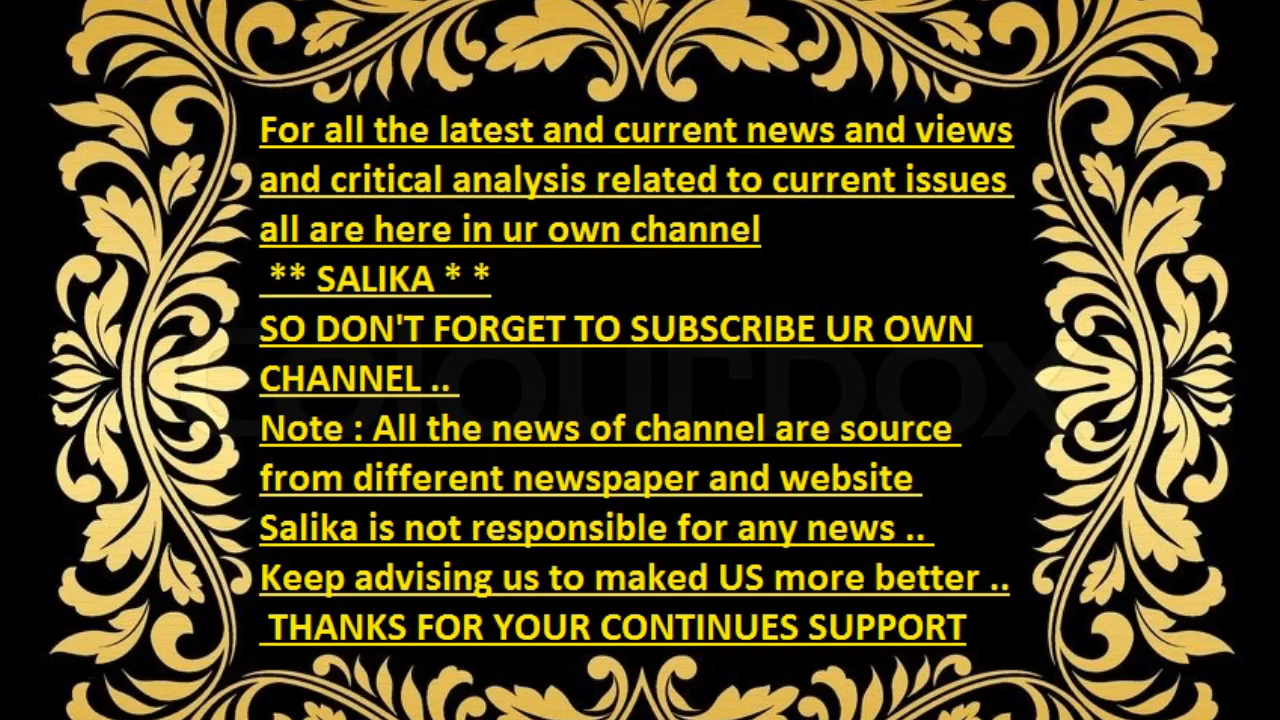 For all the latest and current news and views
and critical analysis related to current issues
all are here in ur own channel
** SALIKA * *
SO DON'T FORGET TO SUBSCRIBE UR OWN
CHANNEL ..
Note : All the news of channel are source
from different newspaper and website
Salika is not responsible for any news ..
Keep advising us to maked US more better ..
THANKS FOR YOUR CONTINUES SUPPORT